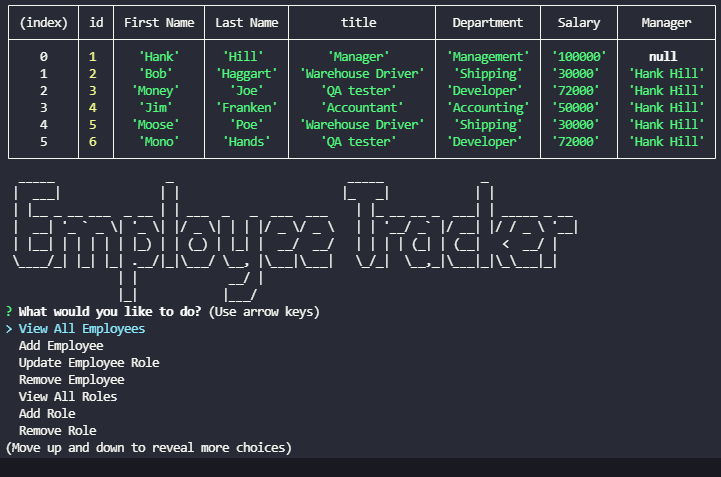 (index) id First Name Last Name title Department Salary Manager
0 1 'Hank' 'Hill' 'Manager' 'Management' '100000' null
1 2 'Bob' 'Haggart' 'Warehouse Driver' 'Shipping' '30000' 'Hank Hill'
2 3 'Money' 'Joe' 'QA tester' 'Developer' '72000' 'Hank Hill'
3 4 'Jim' 'Franken' 'Accountant' 'Accounting' '50000' 'Hank Hill'
4 5 'Moose' 'Poe' 'Warehouse Driver' 'Shipping' '30000' 'Hank Hill'
5 6 'Mono' 'Hands' 'QA tester' 'Developer' '72000' 'Hank Hill'
Employee Tracker
? What would you like to do? (Use arrow keys)
> View All Employees
Add Employee
Update Employee Role
Remove Employee
View All Roles
Add Role
Remove Role
(Move up and down to reveal more choices)